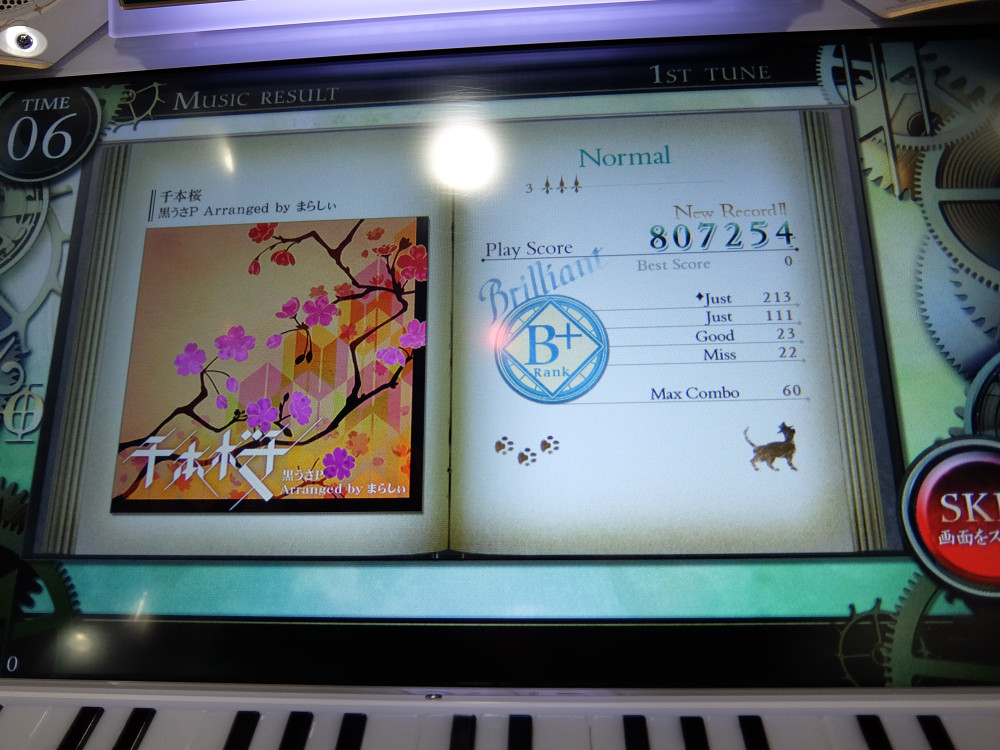 TIME
06
MUSIC RESULT
1ST TUNE
千本桜
黒うさP Arranged by まらしぃ
千本桜
黒うさP
Arranged by まらしぃ
Normal
3
New Record!!
Play Score 807254
Best Score 0
Brilliant
B+
Rank
✦Just 213
Just 111
Good 23
Miss 22
Max Combo 60
SKI
画面をス
0